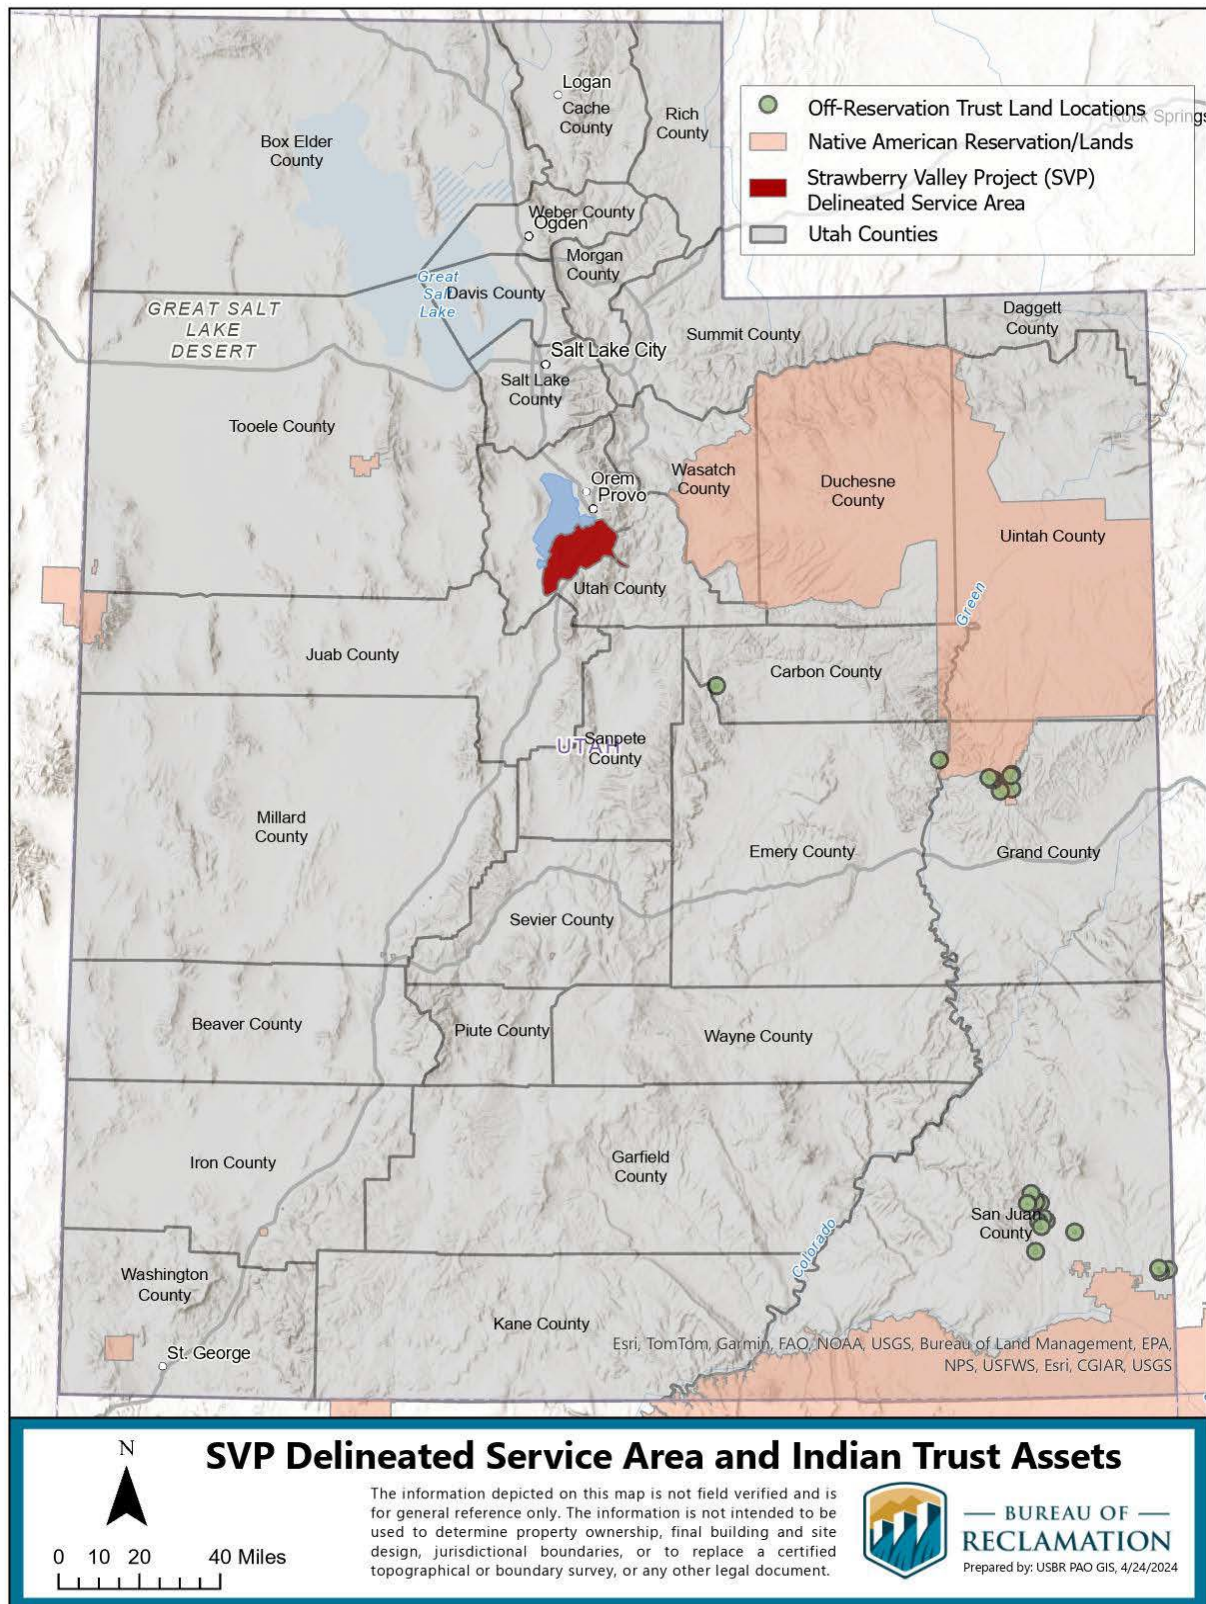 Logan
Cache
County
Rich
County
Off-Reservation Trust Land Locations
Rock Springs
Native American Reservation/Lands
Strawberry Valley Project (SVP)
Delineated Service Area
Utah Counties
Box Elder
County
Weber County
Ogden
Morgan
County
Great
Salt
Lake
Davis County
GREAT SALT
LAKE
DESERT
Daggett
County
Summit County
Salt Lake City
Salt Lake
County
Tooele County
Orem
Provo
Wasatch
County
Duchesne
County
Uintah County
Utah County
Green
Juab County
Carbon County
UTAH
Sanpete
County
Millard
County
Emery County
Grand County
Sevier County
Beaver County
Piute County
Wayne County
Iron County
Garfield
County
San Juan
County
Colorado
Washington
County
Kane County
St. George
Esri, TomTom, Garmin, FAO, NOAA, USGS, Bureau of Land Management, EPA,
NPS, USFWS, Esri, CGIAR, USGS
N
0 10 20 40 Miles
SVP Delineated Service Area and Indian Trust Assets
The information depicted on this map is not field verified and is
for general reference only. The information is not intended to be
used to determine property ownership, final building and site
design, jurisdictional boundaries, or to replace a certified
topographical or boundary survey, or any other legal document.
BUREAU OF
RECLAMATION
Prepared by: USBR PAO GIS, 4/24/2024